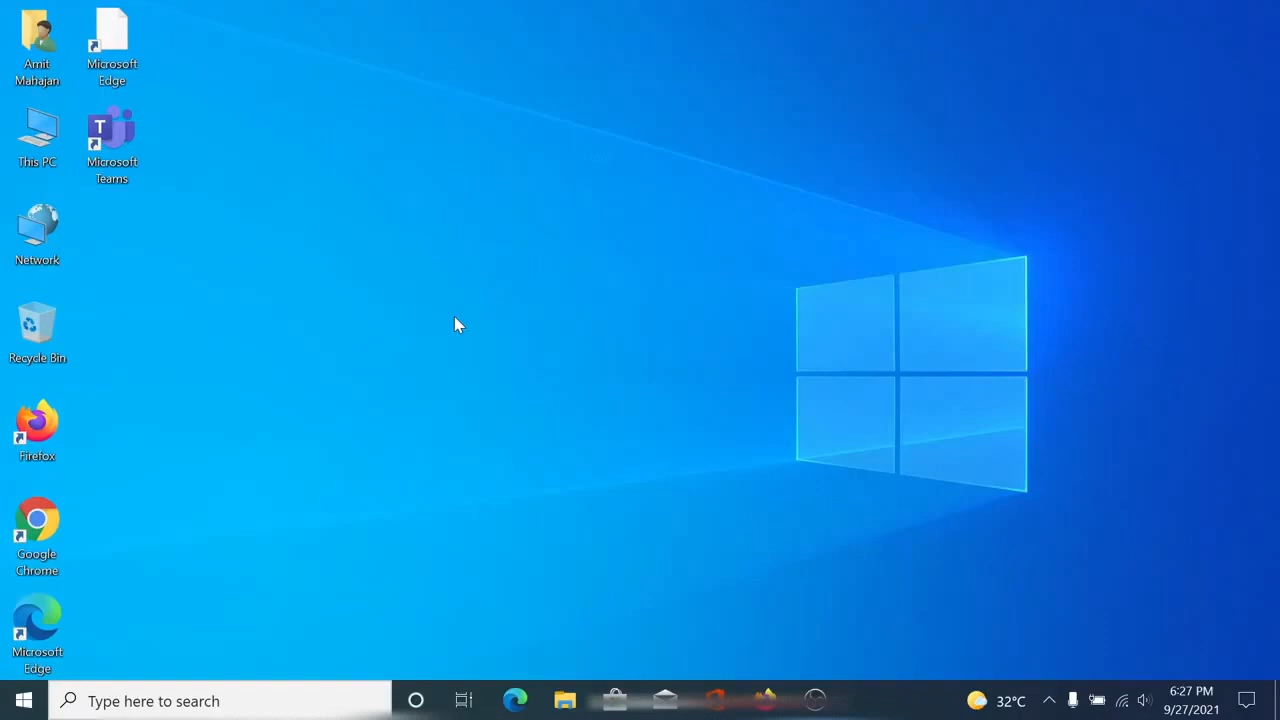 Amit
Mahajan
Microsoft
Edge
This PC
T
Microsoft
Teams
Network
Recycle Bin
Firefox
Google
Chrome
Microsoft
Edge
Type here to search
32°C
6:27 PM
9/27/2021